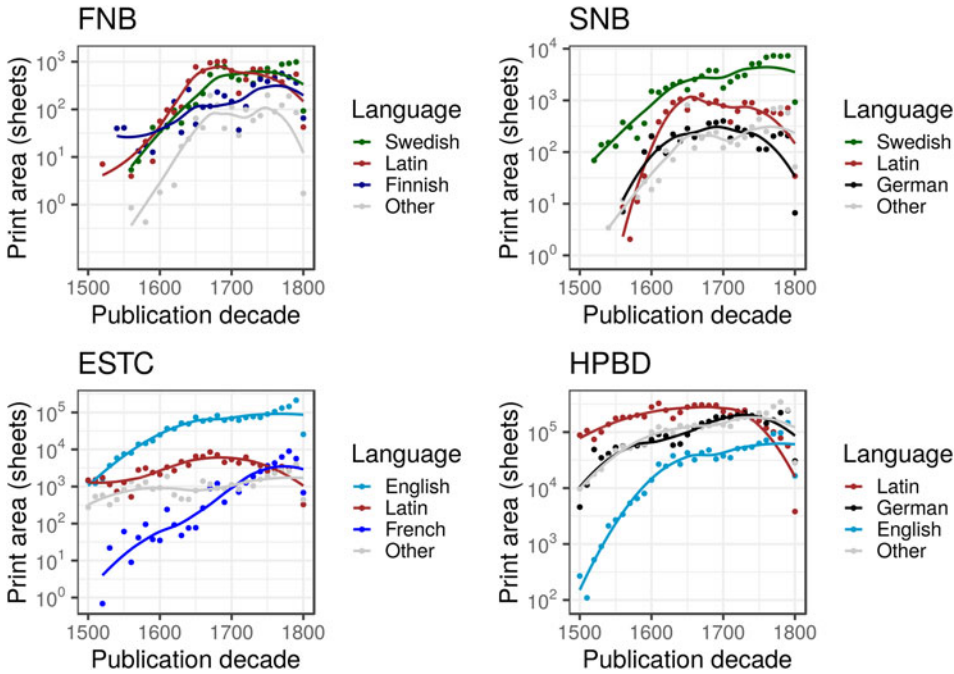 FNB
Print area (sheets)
10³
10²
10¹
10⁰
1500 1600 1700 1800
Publication decade
Language
Swedish
Latin
Finnish
Other
SNB
Print area (sheets)
10⁴
10³
10²
10¹
10⁰
1500 1600 1700 1800
Publication decade
Language
Swedish
Latin
German
Other
ESTC
Print area (sheets)
10⁵
10⁴
10³
10²
10¹
10⁰
1500 1600 1700 1800
Publication decade
Language
English
Latin
French
Other
HPBD
Print area (sheets)
10⁵
10⁴
10³
10²
1500 1600 1700 1800
Publication decade
Language
Latin
German
English
Other